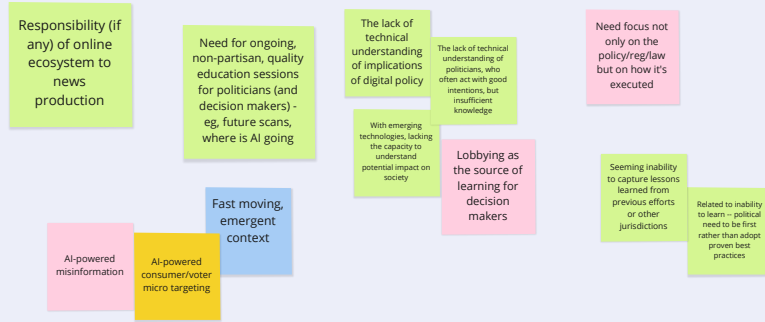 Responsibility (if
any) of online
ecosystem to
news
production
Need for ongoing,
non-partisan, quality
education sessions
for politicians (and
decision makers) -
eg, future scans,
where is AI going
The lack of
technical
understanding
of implications
of digital policy
The lack of technical
understanding of
politicians, who
often act with good
intentions, but
insufficient
knowledge
With emerging
technologies, lacking
the capacity to
understand
potential impact on
society
Lobbying as
the source of
learning for
decision
makers
Need focus not
only on the
policy/reg/law
but on how it's
executed
Seeming inability
to capture lessons
learned from
previous efforts
or other
jurisdictions
Related to inability
to learn -- political
need to be first
rather than adopt
proven best
practices
Fast moving,
emergent
context
AI-powered
misinformation
AI-powered
consumer/voter
micro targeting